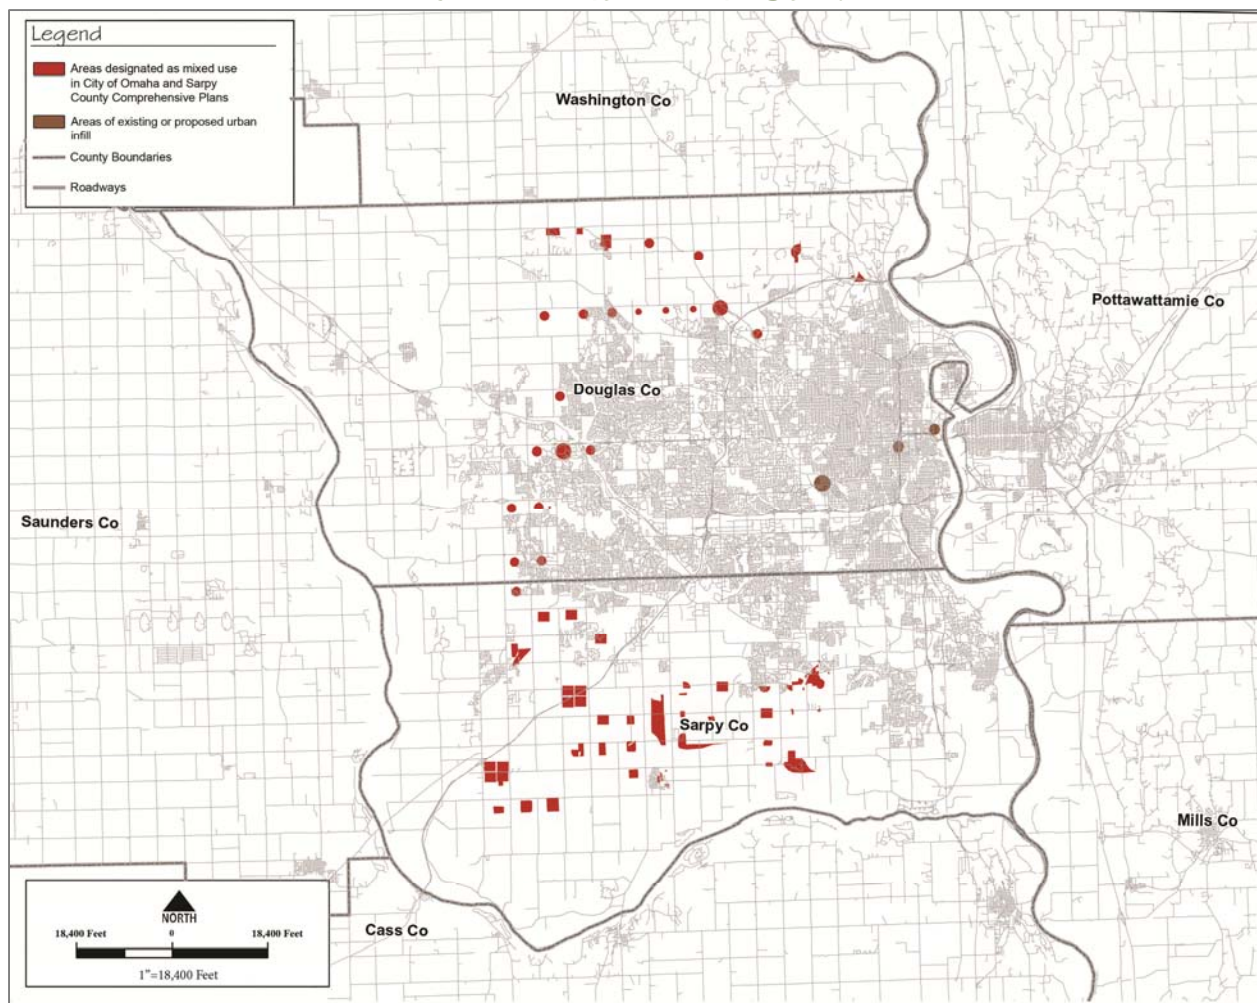 Legend
Areas designated as mixed use
in City of Omaha and Sarpy
County Comprehensive Plans
Areas of existing or proposed urban
infill
County Boundaries
Roadways
Washington Co
Pottawattamie Co
Douglas Co
Saunders Co
Sarpy Co
Mills Co
Cass Co
NORTH
18,400 Feet 0 18,400 Feet
1"=18,400 Feet